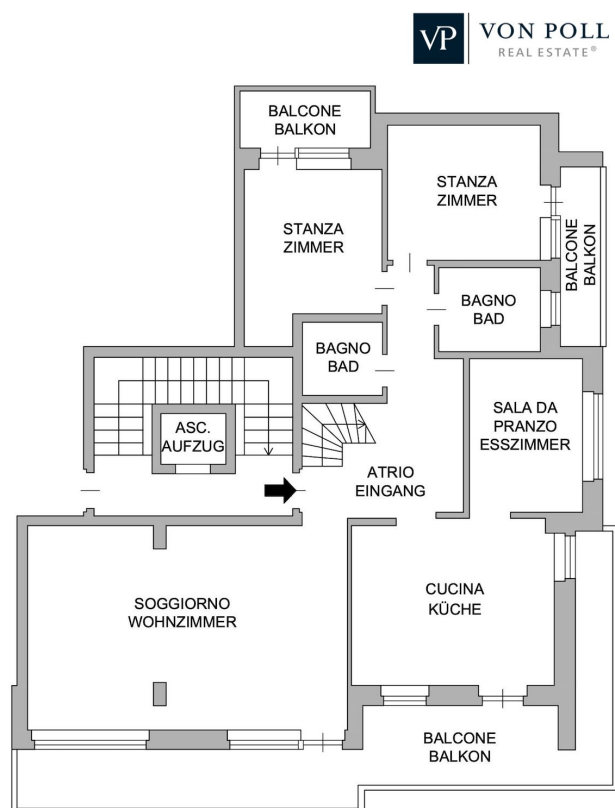 VP VON POLL
REAL ESTATE®
BALCONE
BALKON
STANZA
ZIMMER
STANZA
ZIMMER
BALCONE
BALKON
BAGNO
BAD
BAGNO
BAD
SALA DA
PRANZO
ESSZIMMER
ASC.
AUFZUG
ATRIO
EINGANG
SOGGIORNO
WOHNZIMMER
CUCINA
KÜCHE
BALCONE
BALKON